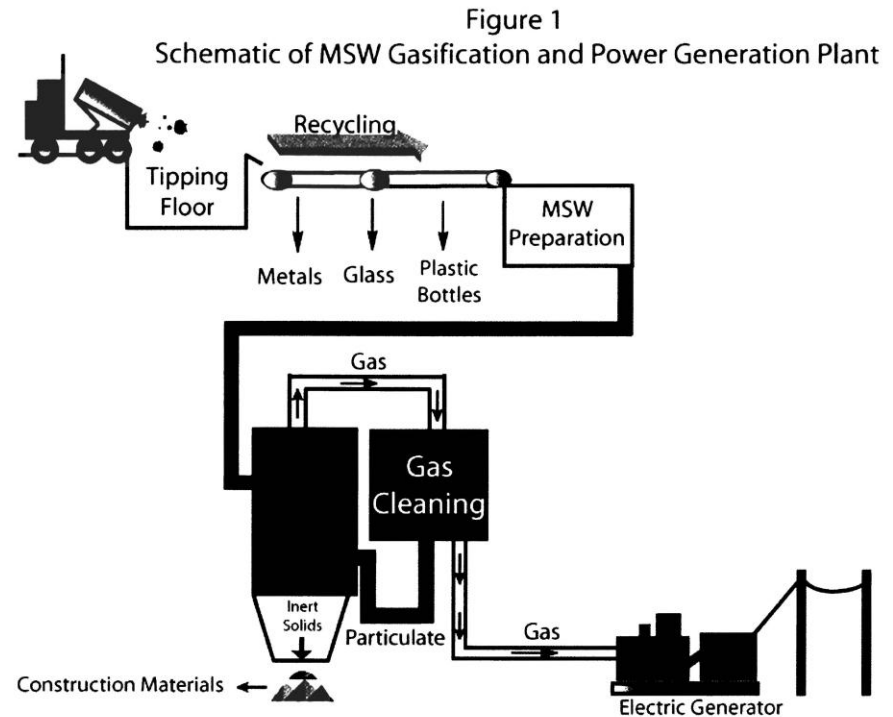 Figure 1
Schematic of MSW Gasification and Power Generation Plant
Recycling
Tipping
Floor
MSW
Preparation
Metals
Glass
Plastic
Bottles
Gas
Gas
Cleaning
Inert
Solids
Particulate
Gas
Construction Materials
Electric Generator